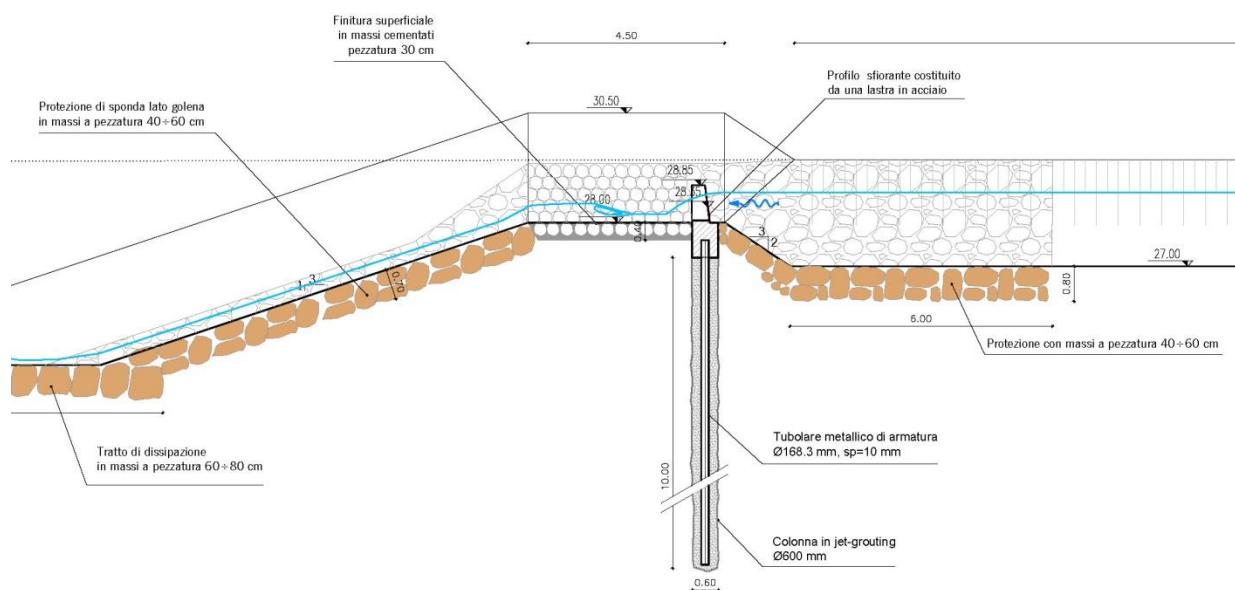 Finitura superficiale
in massi cementati
pezzatura 30 cm
4.50
Profilo sfiorante costituito
da una lastra in acciaio
Protezione di sponda lato golena
in massi a pezzatura 40÷60 cm
30.50
28.85
28.00
0.40
3
2
27.00
1
3
0.70
0.80
6.00
Protezione con massi a pezzatura 40÷60 cm
Tratto di dissipazione
in massi a pezzatura 60÷80 cm
10.00
Tubolare metallico di armatura
Ø168.3 mm, sp=10 mm
Colonna in jet-grouting
Ø600 mm
0.60